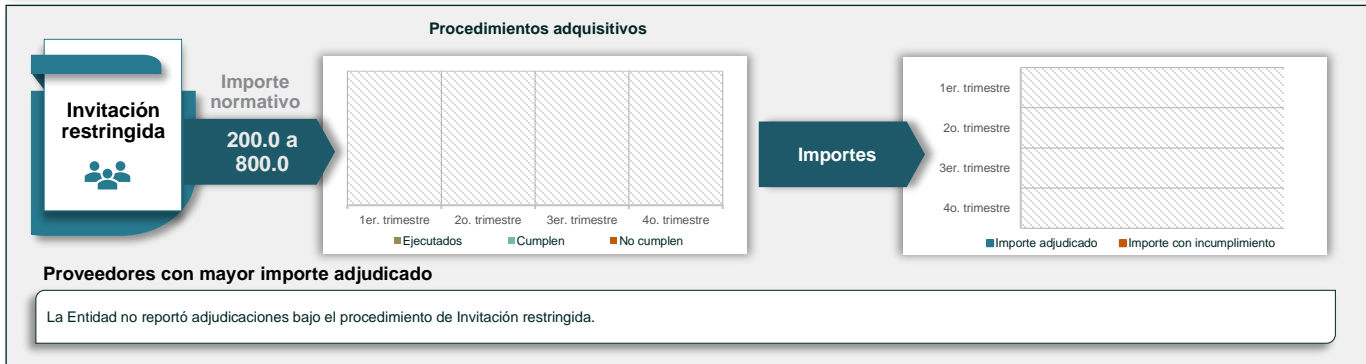 Procedimientos adquisitivos
Invitación
restringida
Importe
normativo
200.0 a
800.0
1er. trimestre
2o. trimestre
3er. trimestre
4o. trimestre
Ejecutados
Cumplen
No cumplen
Importes
1er. trimestre
2o. trimestre
3er. trimestre
4o. trimestre
Importe adjudicado
Importe con incumplimiento
Proveedores con mayor importe adjudicado
La Entidad no reportó adjudicaciones bajo el procedimiento de Invitación restringida.